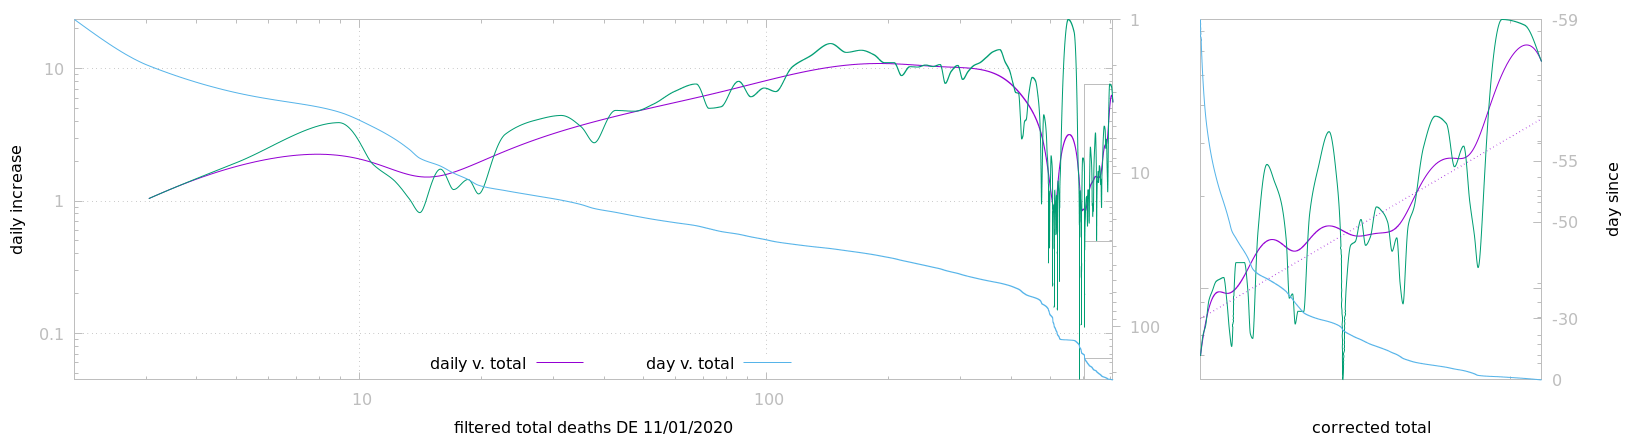 daily increase
10
1
0.1
daily v. total
day v. total
10
100
filtered total deaths DE 11/01/2020
1
10
100
-59
-55
-50
-30
0
day since
corrected total